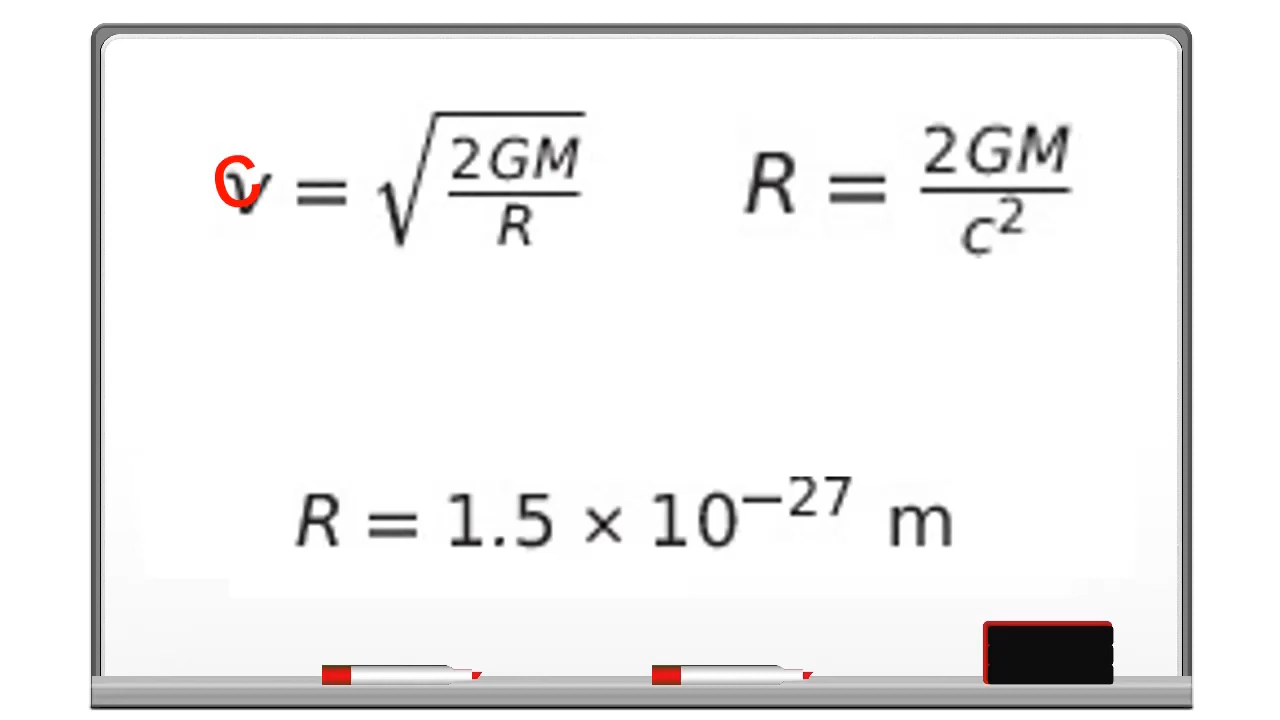 c v = √(2GM/R)
R = 2GM/c²
R = 1.5 × 10⁻²⁷ m